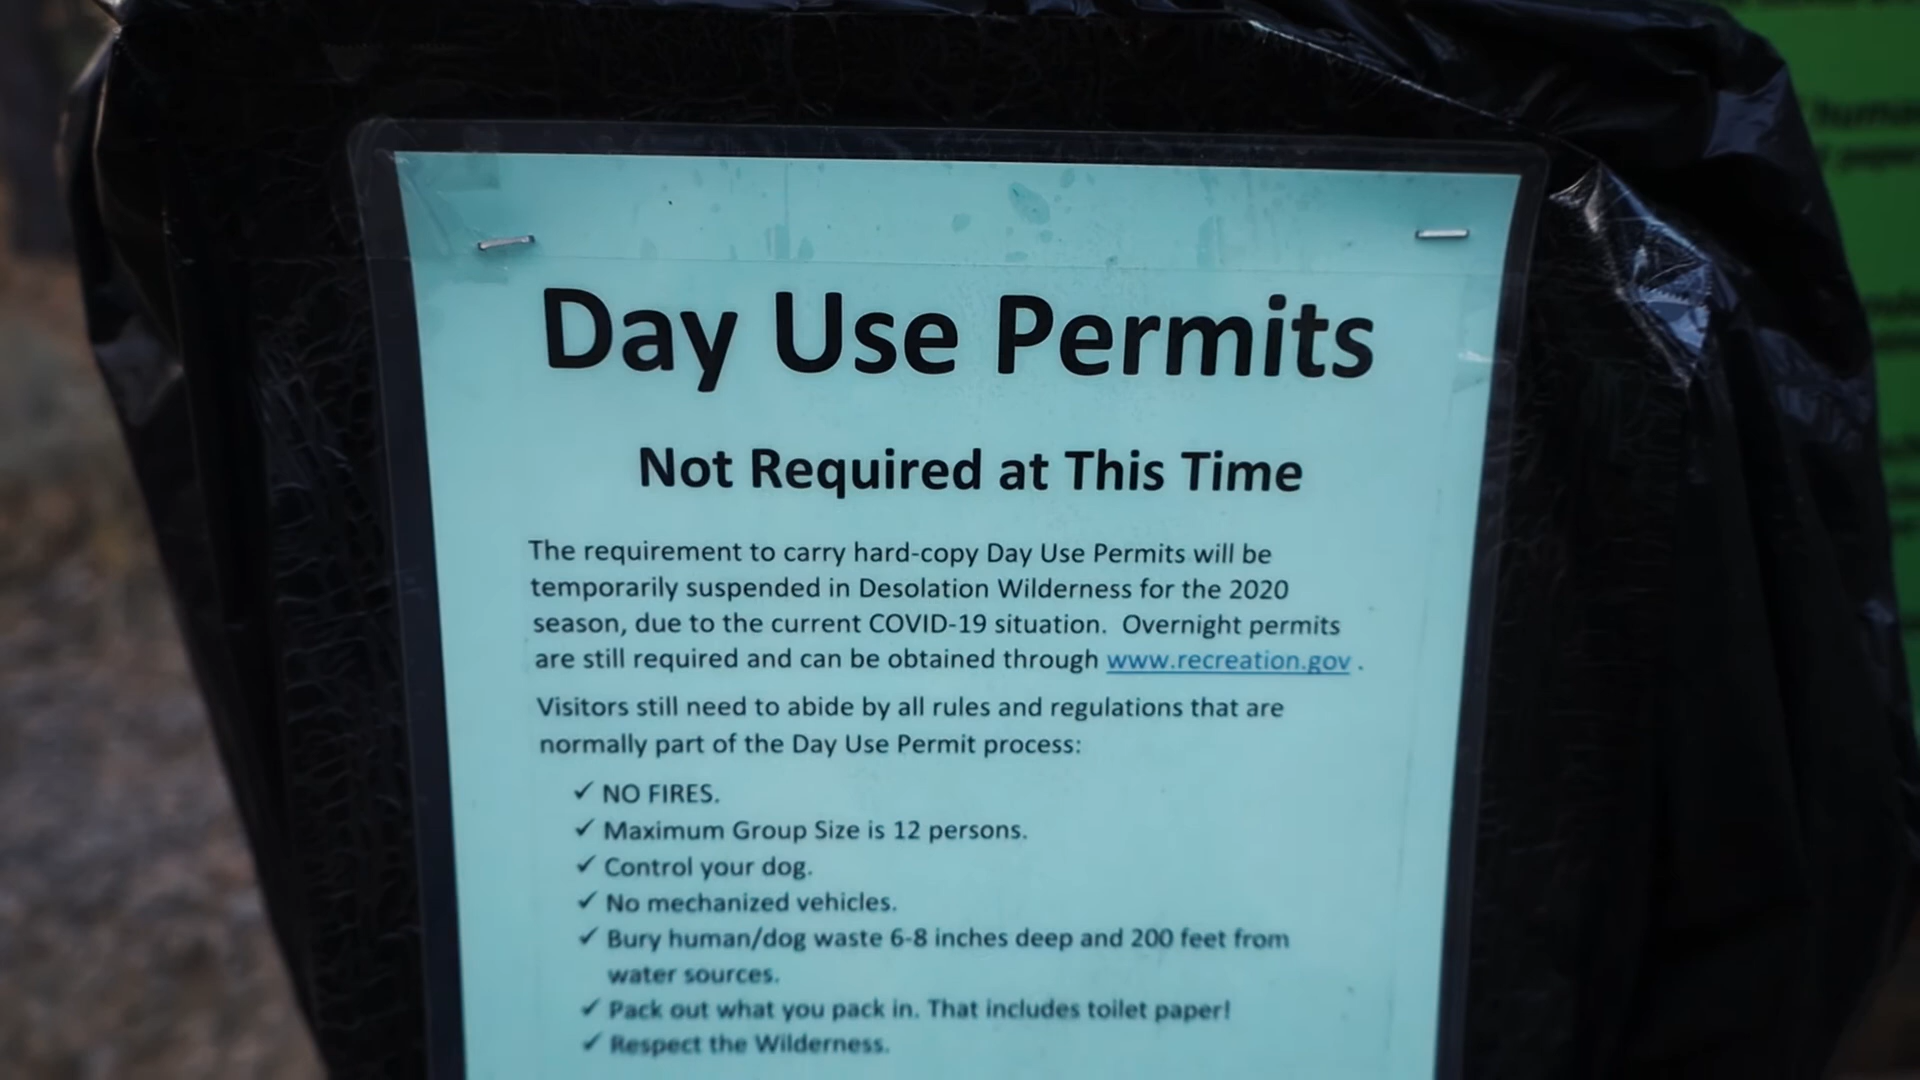 Day Use Permits
Not Required at This Time
The requirement to carry hard-copy Day Use Permits will be
temporarily suspended in Desolation Wilderness for the 2020
season, due to the current COVID-19 situation. Overnight permits
are still required and can be obtained through www.recreation.gov .
Visitors still need to abide by all rules and regulations that are
normally part of the Day Use Permit process:
✓ NO FIRES.
✓ Maximum Group Size is 12 persons.
✓ Control your dog.
✓ No mechanized vehicles.
✓ Bury human/dog waste 6-8 inches deep and 200 feet from
water sources.
✓ Pack out what you pack in. That includes toilet paper!
✓ Respect the Wilderness.